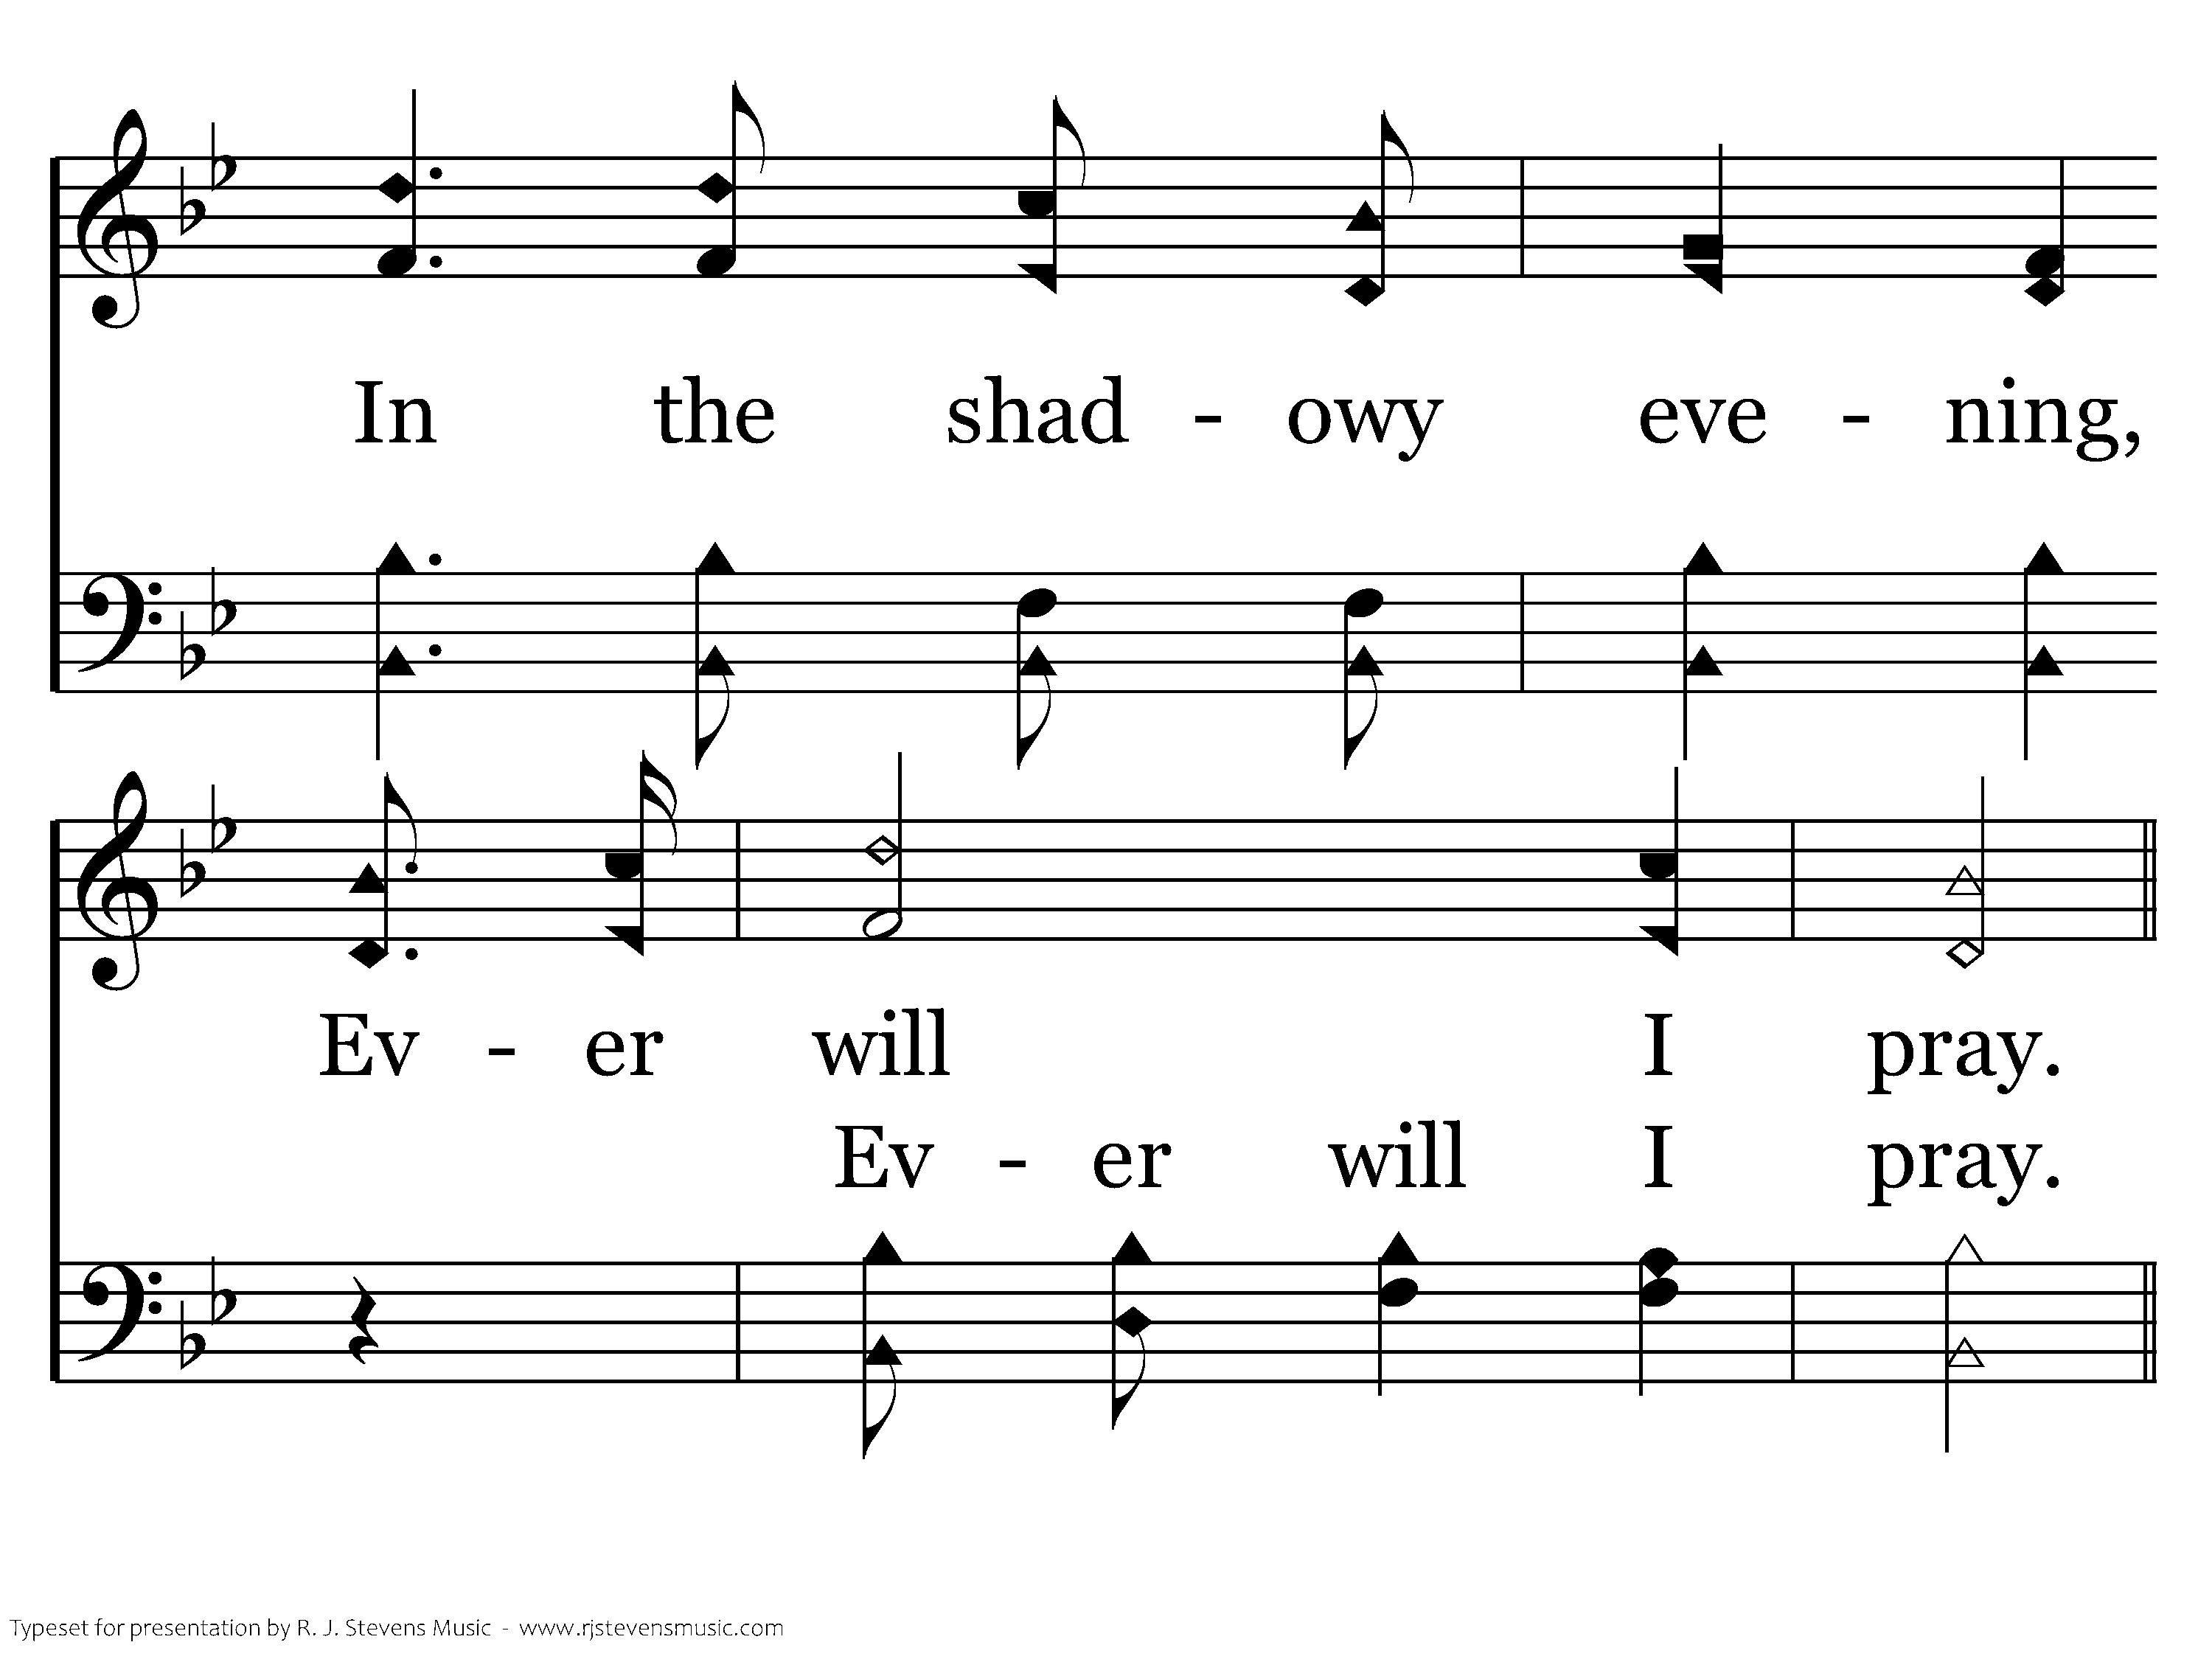 In the shad - owy eve - ning,
Ev - er will I pray.
Ev - er will I pray.
Typeset for presentation by R. J. Stevens Music - www.rjstevensmusic.com